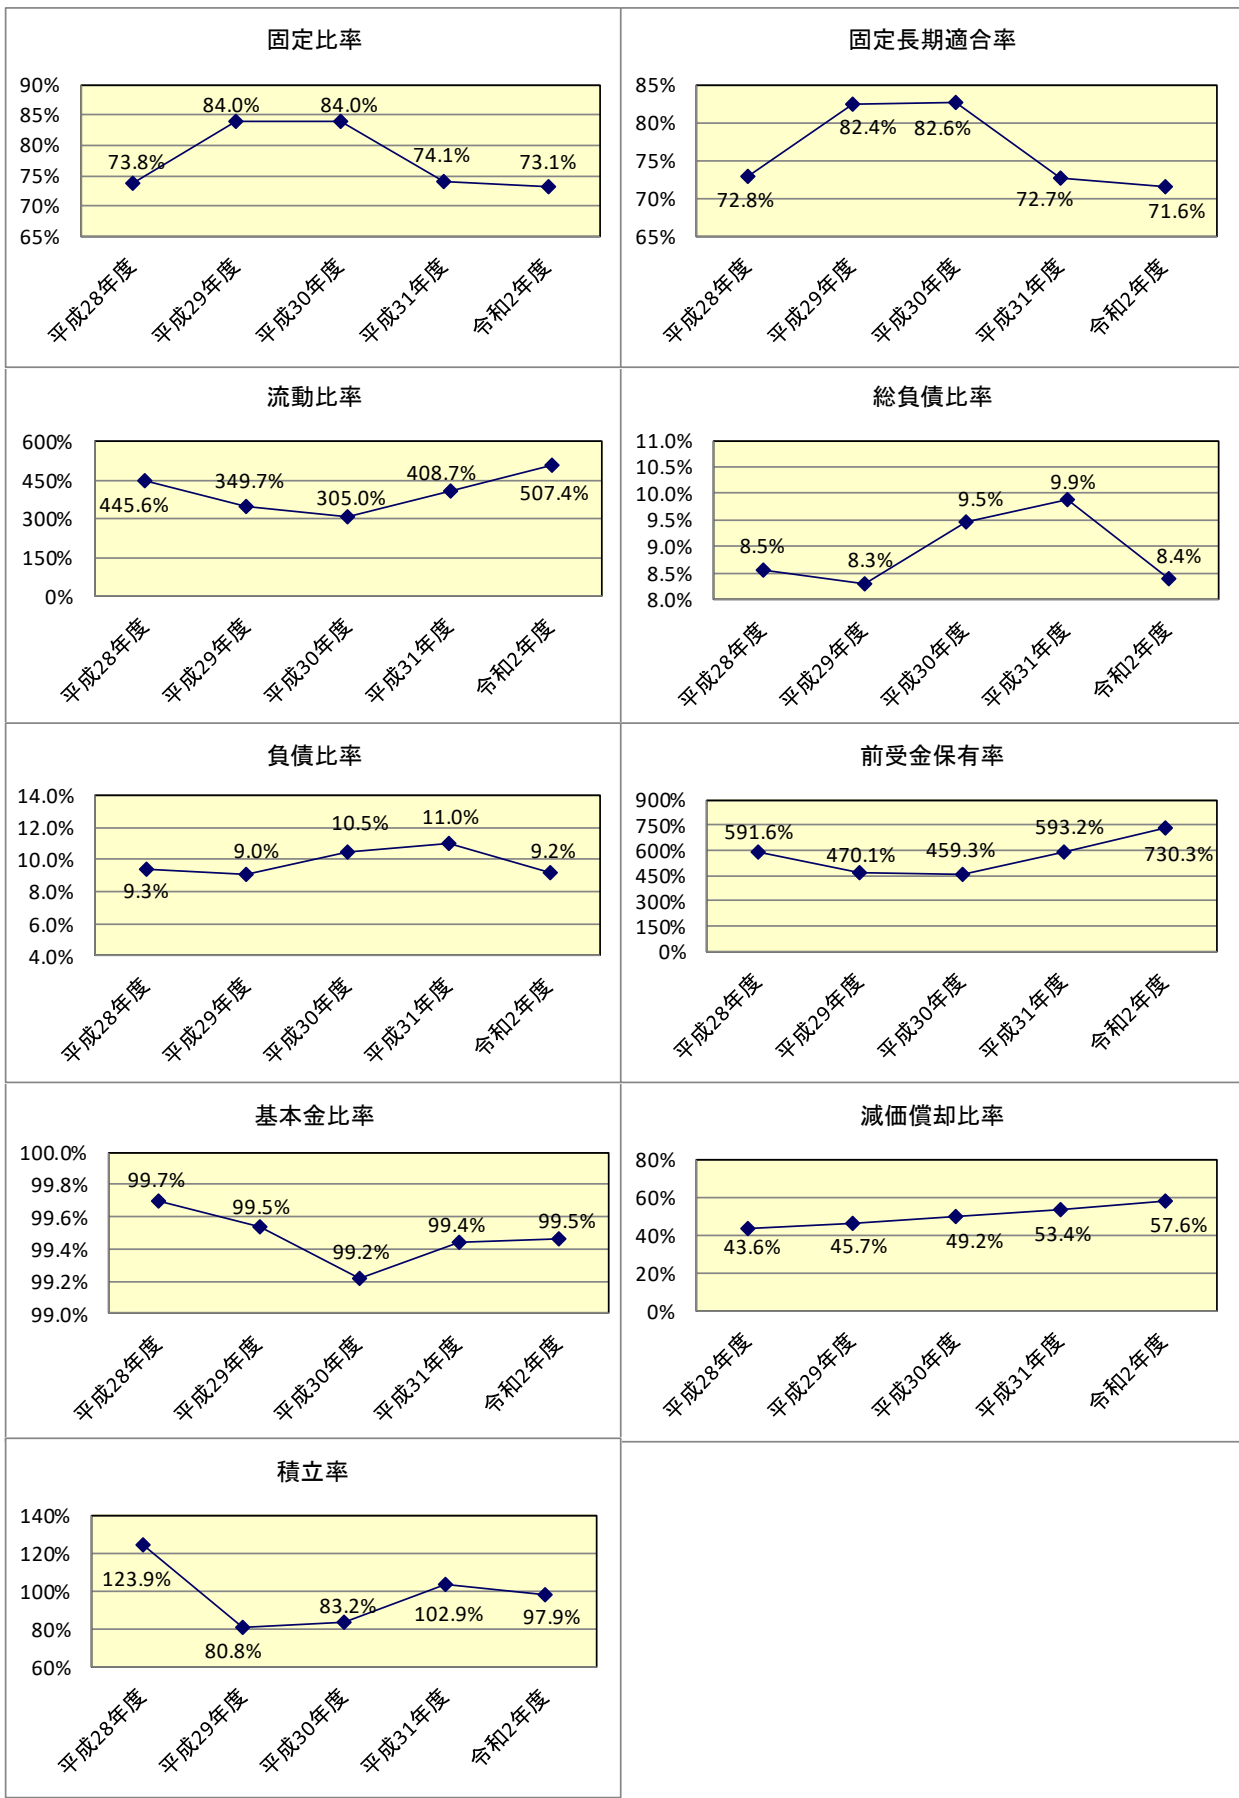 固定比率
90%
85%
80%
75%
70%
65%
73.8%
84.0%
84.0%
74.1%
73.1%
平成28年度
平成29年度
平成30年度
平成31年度
令和2年度
固定長期適合率
85%
80%
75%
70%
65%
72.8%
82.4%
82.6%
72.7%
71.6%
平成28年度
平成29年度
平成30年度
平成31年度
令和2年度
流動比率
600%
450%
300%
150%
0%
445.6%
349.7%
305.0%
408.7%
507.4%
平成28年度
平成29年度
平成30年度
平成31年度
令和2年度
総負債比率
11.0%
10.5%
10.0%
9.5%
9.0%
8.5%
8.0%
8.5%
8.3%
9.5%
9.9%
8.4%
平成28年度
平成29年度
平成30年度
平成31年度
令和2年度
負債比率
14.0%
12.0%
10.0%
8.0%
6.0%
4.0%
9.3%
9.0%
10.5%
11.0%
9.2%
平成28年度
平成29年度
平成30年度
平成31年度
令和2年度
前受金保有率
900%
750%
600%
450%
300%
150%
0%
591.6%
470.1%
459.3%
593.2%
730.3%
平成28年度
平成29年度
平成30年度
平成31年度
令和2年度
基本金比率
100.0%
99.8%
99.6%
99.4%
99.2%
99.0%
99.7%
99.5%
99.2%
99.4%
99.5%
平成28年度
平成29年度
平成30年度
平成31年度
令和2年度
減価償却比率
80%
60%
40%
20%
0%
43.6%
45.7%
49.2%
53.4%
57.6%
平成28年度
平成29年度
平成30年度
平成31年度
令和2年度
積立率
140%
120%
100%
80%
60%
123.9%
80.8%
83.2%
102.9%
97.9%
平成28年度
平成29年度
平成30年度
平成31年度
令和2年度